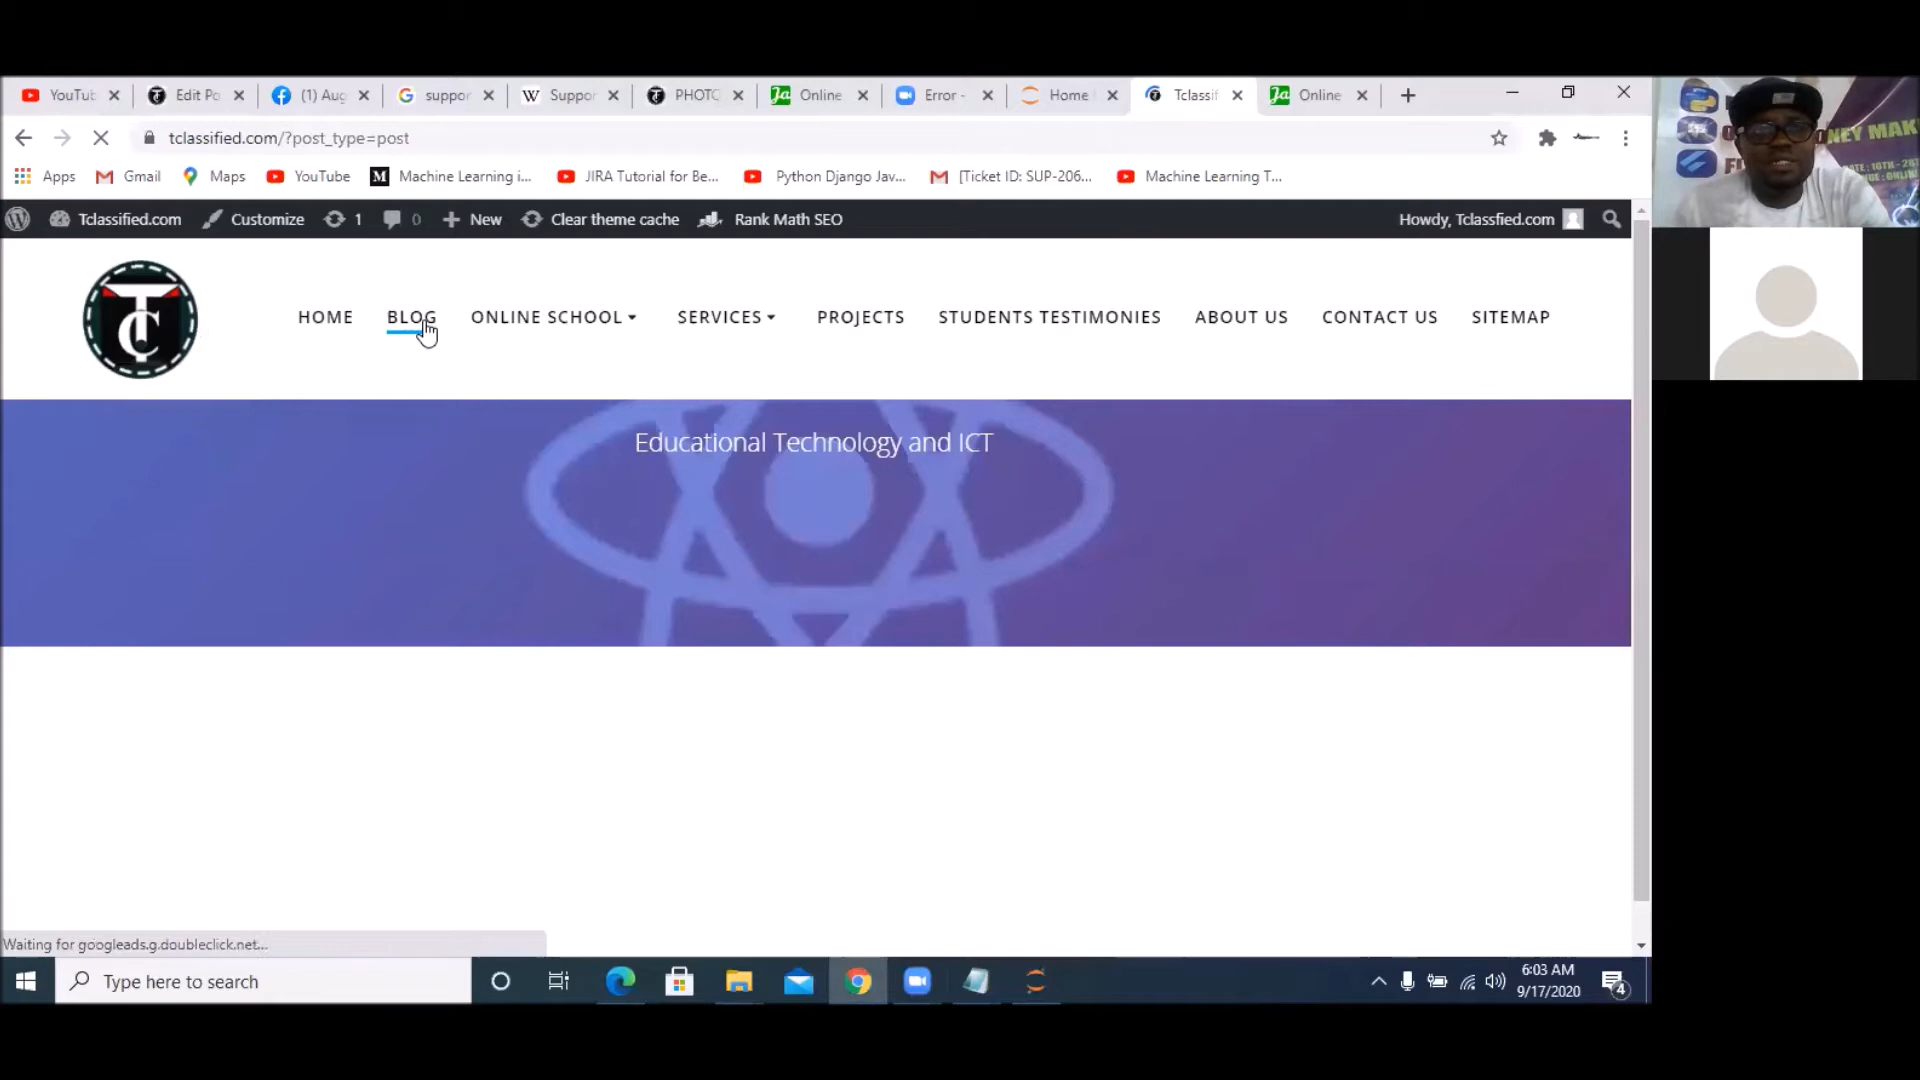 YouTub
Edit Po
(1) Aug
suppor
Suppor
PHOTO
Online
Error -
Home
Tclassif
Online
tclassified.com/?post_type=post
Apps
Gmail
Maps
YouTube
Machine Learning i...
JIRA Tutorial for Be...
Python Django Jav...
[Ticket ID: SUP-206...
Machine Learning T...
Tclassified.com
Customize
1
0
New
Clear theme cache
Rank Math SEO
Howdy, Tclassfied.com
TC
HOME
BLOG
ONLINE SCHOOL
SERVICES
PROJECTS
STUDENTS TESTIMONIES
ABOUT US
CONTACT US
SITEMAP
Educational Technology and ICT
Waiting for googleads.g.doubleclick.net...
Type here to search
6:03 AM
9/17/2020
4